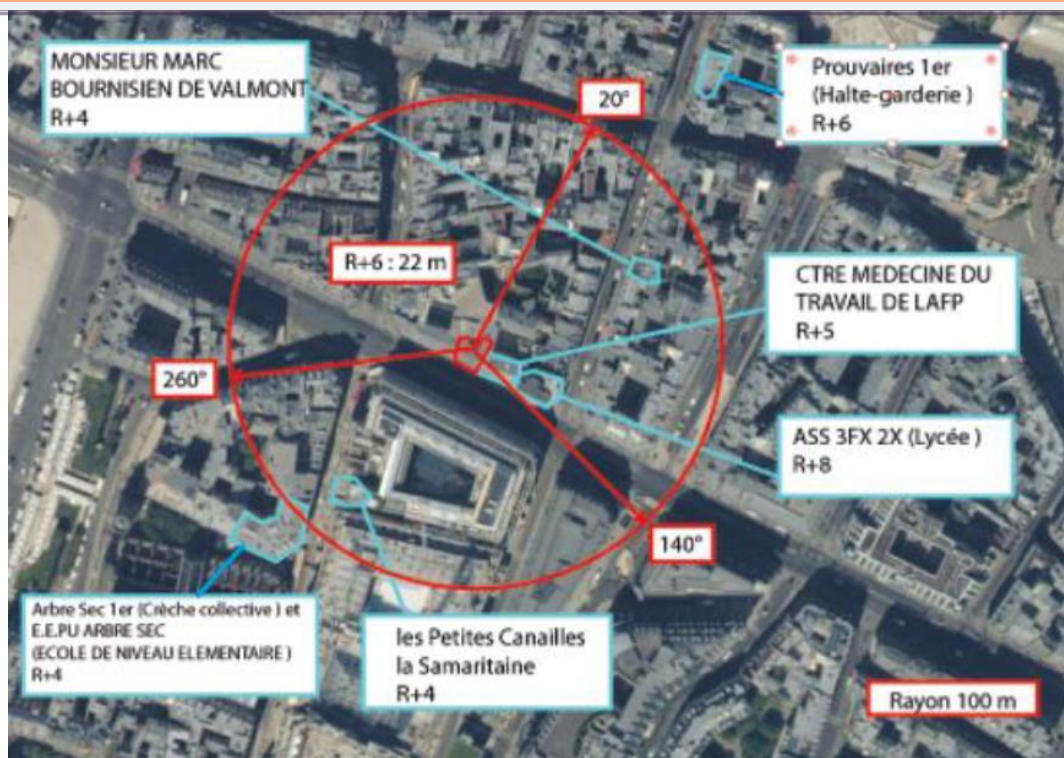 MONSIEUR MARC
BOURNISIEN DE VALMONT
R+4
20°
Prouvaires 1er
(Halte-garderie )
R+6
R+6 : 22 m
CTRE MEDECINE DU
TRAVAIL DE LAFP
R+5
260°
ASS 3FX 2X (Lycée )
R+8
140°
Arbre Sec 1er (Crèche collective ) et
E.E.PU ARBRE SEC
(ECOLE DE NIVEAU ELEMENTAIRE )
R+4
les Petites Canailles
la Samaritaine
R+4
Rayon 100 m